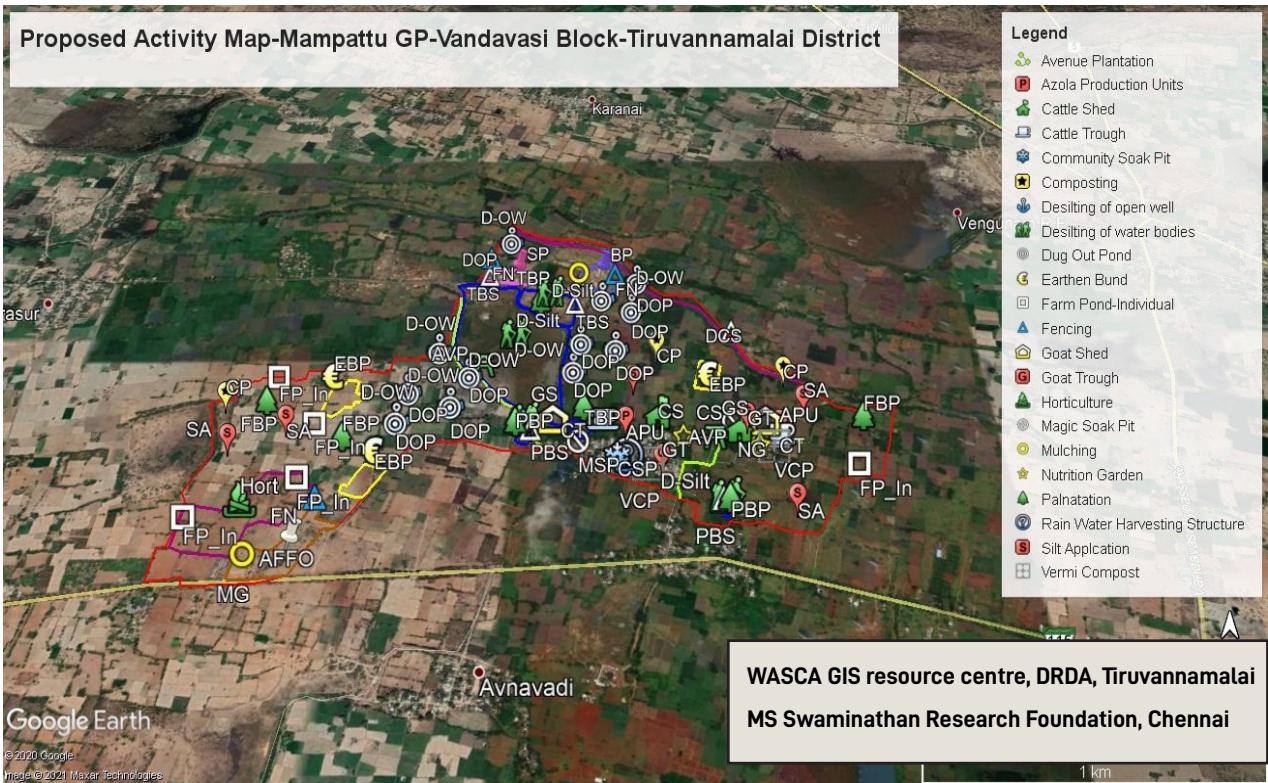 Proposed Activity Map-Mampattu GP-Vandavasi Block-Tiruvannamalai District
Legend
Avenue Plantation
P Azola Production Units
Cattle Shed
Cattle Trough
Community Soak Pit
Composting
Desilting of open well
Desilting of water bodies
Dug Out Pond
Earthen Bund
Farm Pond-Individual
Fencing
Goat Shed
G Goat Trough
Horticulture
Magic Soak Pit
Mulching
Nutrition Garden
Palnatation
Rain Water Harvesting Structure
S Silt Applcation
Vermi Compost
Karanai
rasur
D-OW
DOP
SP
BP
FN
TBP
D-OW
TBS
D-Silt
FN
DOP
D-OW
D-Silt
TBS
DOP
DCS
AVP
D-OW
D-OW
CP
EBP
D-OW
DOP
DOP
CP
CP
FP_In
D-OW
DOP
GS
DOP
EBP
SA
FBP
SA
FBP
DOP
DOP
PBP
TBP
P
CS
CS
GS
GT
APU
FBP
SA
S
S
FP_In
DOP
EBP
CT
APU
AVP
NG
CT
PBS
MSP
CSP
GT
VCP
Hort
FP_In
D-Silt
FP_In
VCP
S
SA
FN
PBP
FP_In
PBS
AFFO
MG
Avnavadi
WASCA GIS resource centre, DRDA, Tiruvannamalai
MS Swaminathan Research Foundation, Chennai
Google Earth
© 2020 Google
Image © 2021 Maxar Technologies
1 km